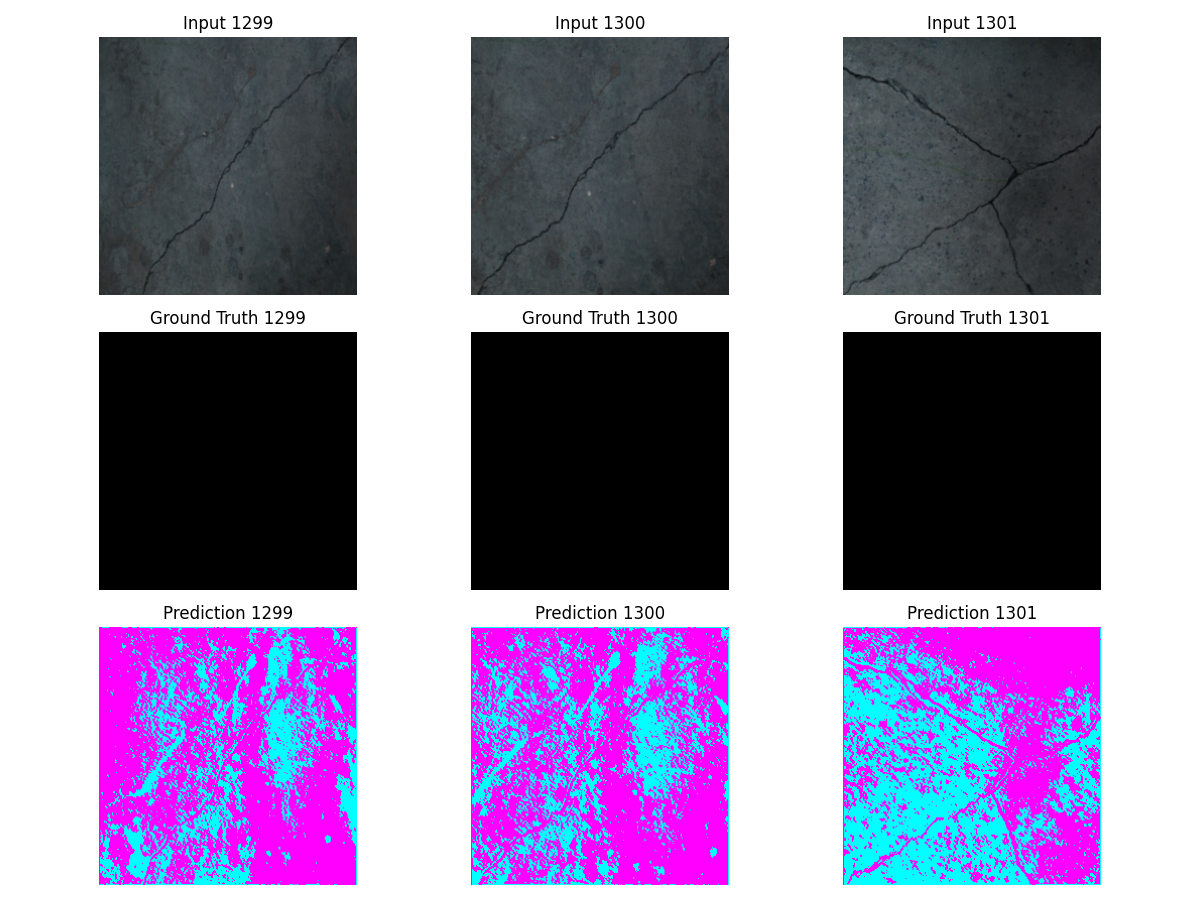 Input 1299
Input 1300
Input 1301
Ground Truth 1299
Ground Truth 1300
Ground Truth 1301
Prediction 1299
Prediction 1300
Prediction 1301